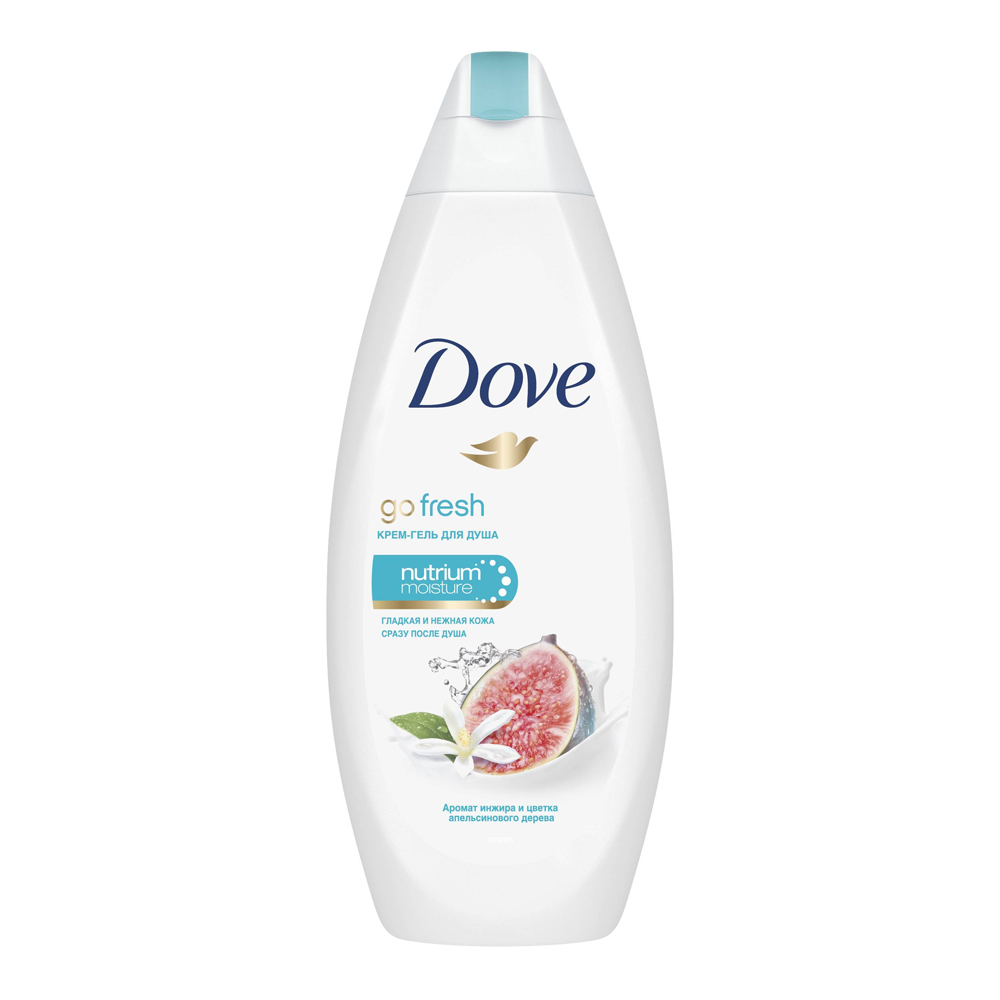 Dove
go fresh
КРЕМ-ГЕЛЬ ДЛЯ ДУША
nutrium
moisture
ГЛАДКАЯ И НЕЖНАЯ КОЖА
СРАЗУ ПОСЛЕ ДУША
Аромат инжира и цветка
апельсинового дерева